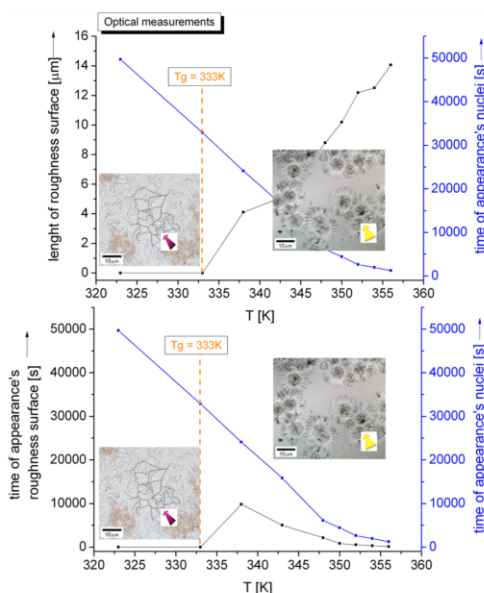 Optical measurements
lenght of roughness surface [μm]
16
14
12
10
8
6
4
2
0
Tg = 333K
10μm
10μm
50000
40000
30000
20000
10000
0
time of appearance's nuclei [s]
320 325 330 335 340 345 350 355 360
T [K]
time of appearance's
roughness surface [s]
50000
40000
30000
20000
10000
0
Tg = 333K
10μm
10μm
50000
40000
30000
20000
10000
0
time of appearance's nuclei [s]
320 325 330 335 340 345 350 355 360
T [K]